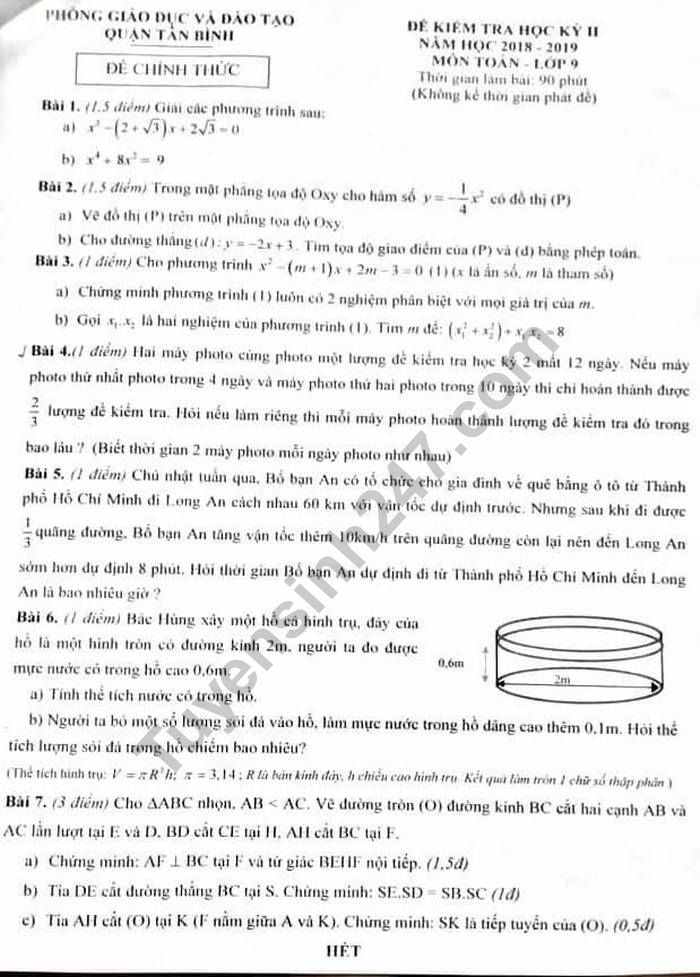 PHÒNG GIÁO DỤC VÀ ĐÀO TẠO
QUẬN TÂN BÌNH
ĐỀ CHÍNH THỨC
ĐỀ KIỂM TRA HỌC KỲ II
NĂM HỌC 2018 - 2019
MÔN TOÁN - LỚP 9
Thời gian làm bài: 90 phút
(Không kể thời gian phát đề)
Bài 1. (1,5 điểm) Giải các phương trình sau:
a) x² − (2 + √3)x + 2√3 = 0
b) x⁴ + 8x² = 9
Bài 2. (1,5 điểm) Trong mặt phẳng tọa độ Oxy cho hàm số y = −1/4 x² có đồ thị (P)
a) Vẽ đồ thị (P) trên mặt phẳng tọa độ Oxy.
b) Cho đường thẳng (d): y = −2x + 3. Tìm tọa độ giao điểm của (P) và (d) bằng phép toán.
Bài 3. (1 điểm) Cho phương trình x² − (m + 1)x + 2m − 3 = 0 (1) (x là ẩn số, m là tham số)
a) Chứng minh phương trình (1) luôn có 2 nghiệm phân biệt với mọi giá trị của m.
b) Gọi x₁, x₂ là hai nghiệm của phương trình (1). Tìm m để: (x₁² + x₂²) + x₁ x₂ = 8
Bài 4.(1 điểm) Hai máy photo cùng photo một lượng đề kiểm tra học kỳ 2 mất 12 ngày. Nếu máy
photo thứ nhất photo trong 4 ngày và máy photo thứ hai photo trong 10 ngày thì chỉ hoàn thành được
2/3 lượng đề kiểm tra. Hỏi nếu làm riêng thì mỗi máy photo hoàn thành lượng đề kiểm tra đó trong
bao lâu ? (Biết thời gian 2 máy photo mỗi ngày photo như nhau)
Bài 5. (1 điểm) Chủ nhật tuần qua, Bố bạn An có tổ chức cho gia đình về quê bằng ô tô từ Thành
phố Hồ Chí Minh đi Long An cách nhau 60 km với vận tốc dự định trước. Nhưng sau khi đi được
1/3 quãng đường, Bố bạn An tăng vận tốc thêm 10km/h trên quãng đường còn lại nên đến Long An
sớm hơn dự định 8 phút. Hỏi thời gian Bố bạn An dự định đi từ Thành phố Hồ Chí Minh đến Long
An là bao nhiêu giờ ?
Bài 6. (1 điểm) Bác Hùng xây một hồ cá hình trụ, đáy của
hồ là một hình tròn có đường kính 2m, người ta đo được
mực nước có trong hồ cao 0,6m.
0,6m
2m
a) Tính thể tích nước có trong hồ.
b) Người ta bỏ một số lượng sỏi đá vào hồ, làm mực nước trong hồ dâng cao thêm 0,1m. Hỏi thể
tích lượng sỏi đá trong hồ chiếm bao nhiêu?
(Thể tích hình trụ: V = πR²h; π = 3,14 ; R là bán kính đáy, h chiều cao hình trụ. Kết quả làm tròn 1 chữ số thập phân )
Bài 7. (3 điểm) Cho ΔABC nhọn, AB < AC. Vẽ đường tròn (O) đường kính BC cắt hai cạnh AB và
AC lần lượt tại E và D. BD cắt CE tại H, AH cắt BC tại F.
a) Chứng minh: AF ⊥ BC tại F và tứ giác BEHF nội tiếp. (1,5đ)
b) Tia DE cắt đường thẳng BC tại S. Chứng minh: SE.SD = SB.SC (1đ)
c) Tia AH cắt (O) tại K (F nằm giữa A và K). Chứng minh: SK là tiếp tuyến của (O). (0,5đ)
HẾT
Tuyensinh247.com